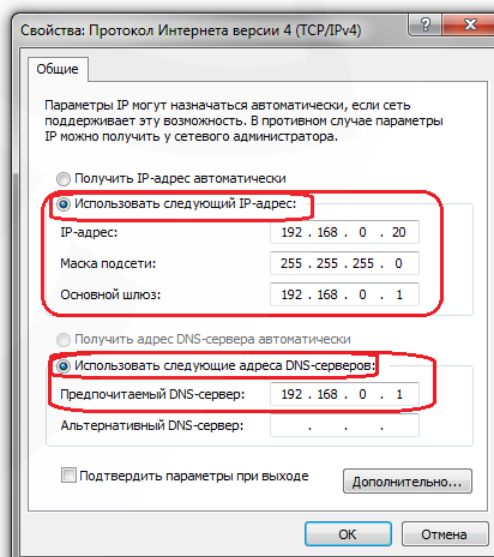 Свойства: Протокол Интернета версии 4 (TCP/IPv4)
Общие
Параметры IP могут назначаться автоматически, если сеть
поддерживает эту возможность. В противном случае параметры
IP можно получить у сетевого администратора.
Получить IP-адрес автоматически
Использовать следующий IP-адрес:
IP-адрес: 192 . 168 . 0 . 20
Маска подсети: 255 . 255 . 255 . 0
Основной шлюз: 192 . 168 . 0 . 1
Получить адрес DNS-сервера автоматически
Использовать следующие адреса DNS-серверов:
Предпочитаемый DNS-сервер: 192 . 168 . 0 . 1
Альтернативный DNS-сервер: . . .
Подтвердить параметры при выходе
Дополнительно...
ОК Отмена